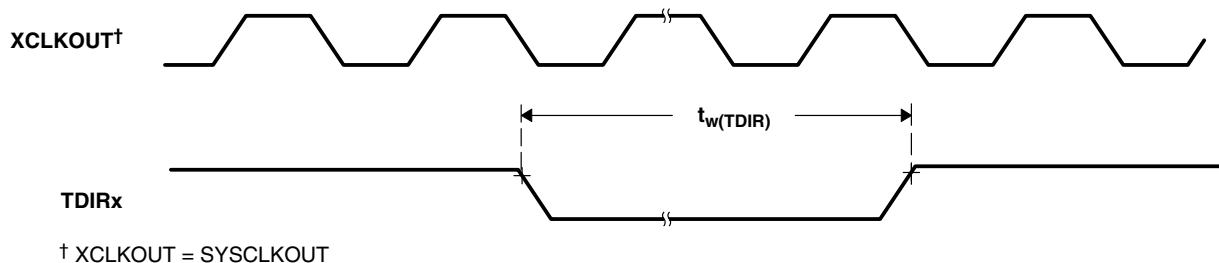 XCLKOUT†
tw(TDIR)
TDIRx
† XCLKOUT = SYSCLKOUT